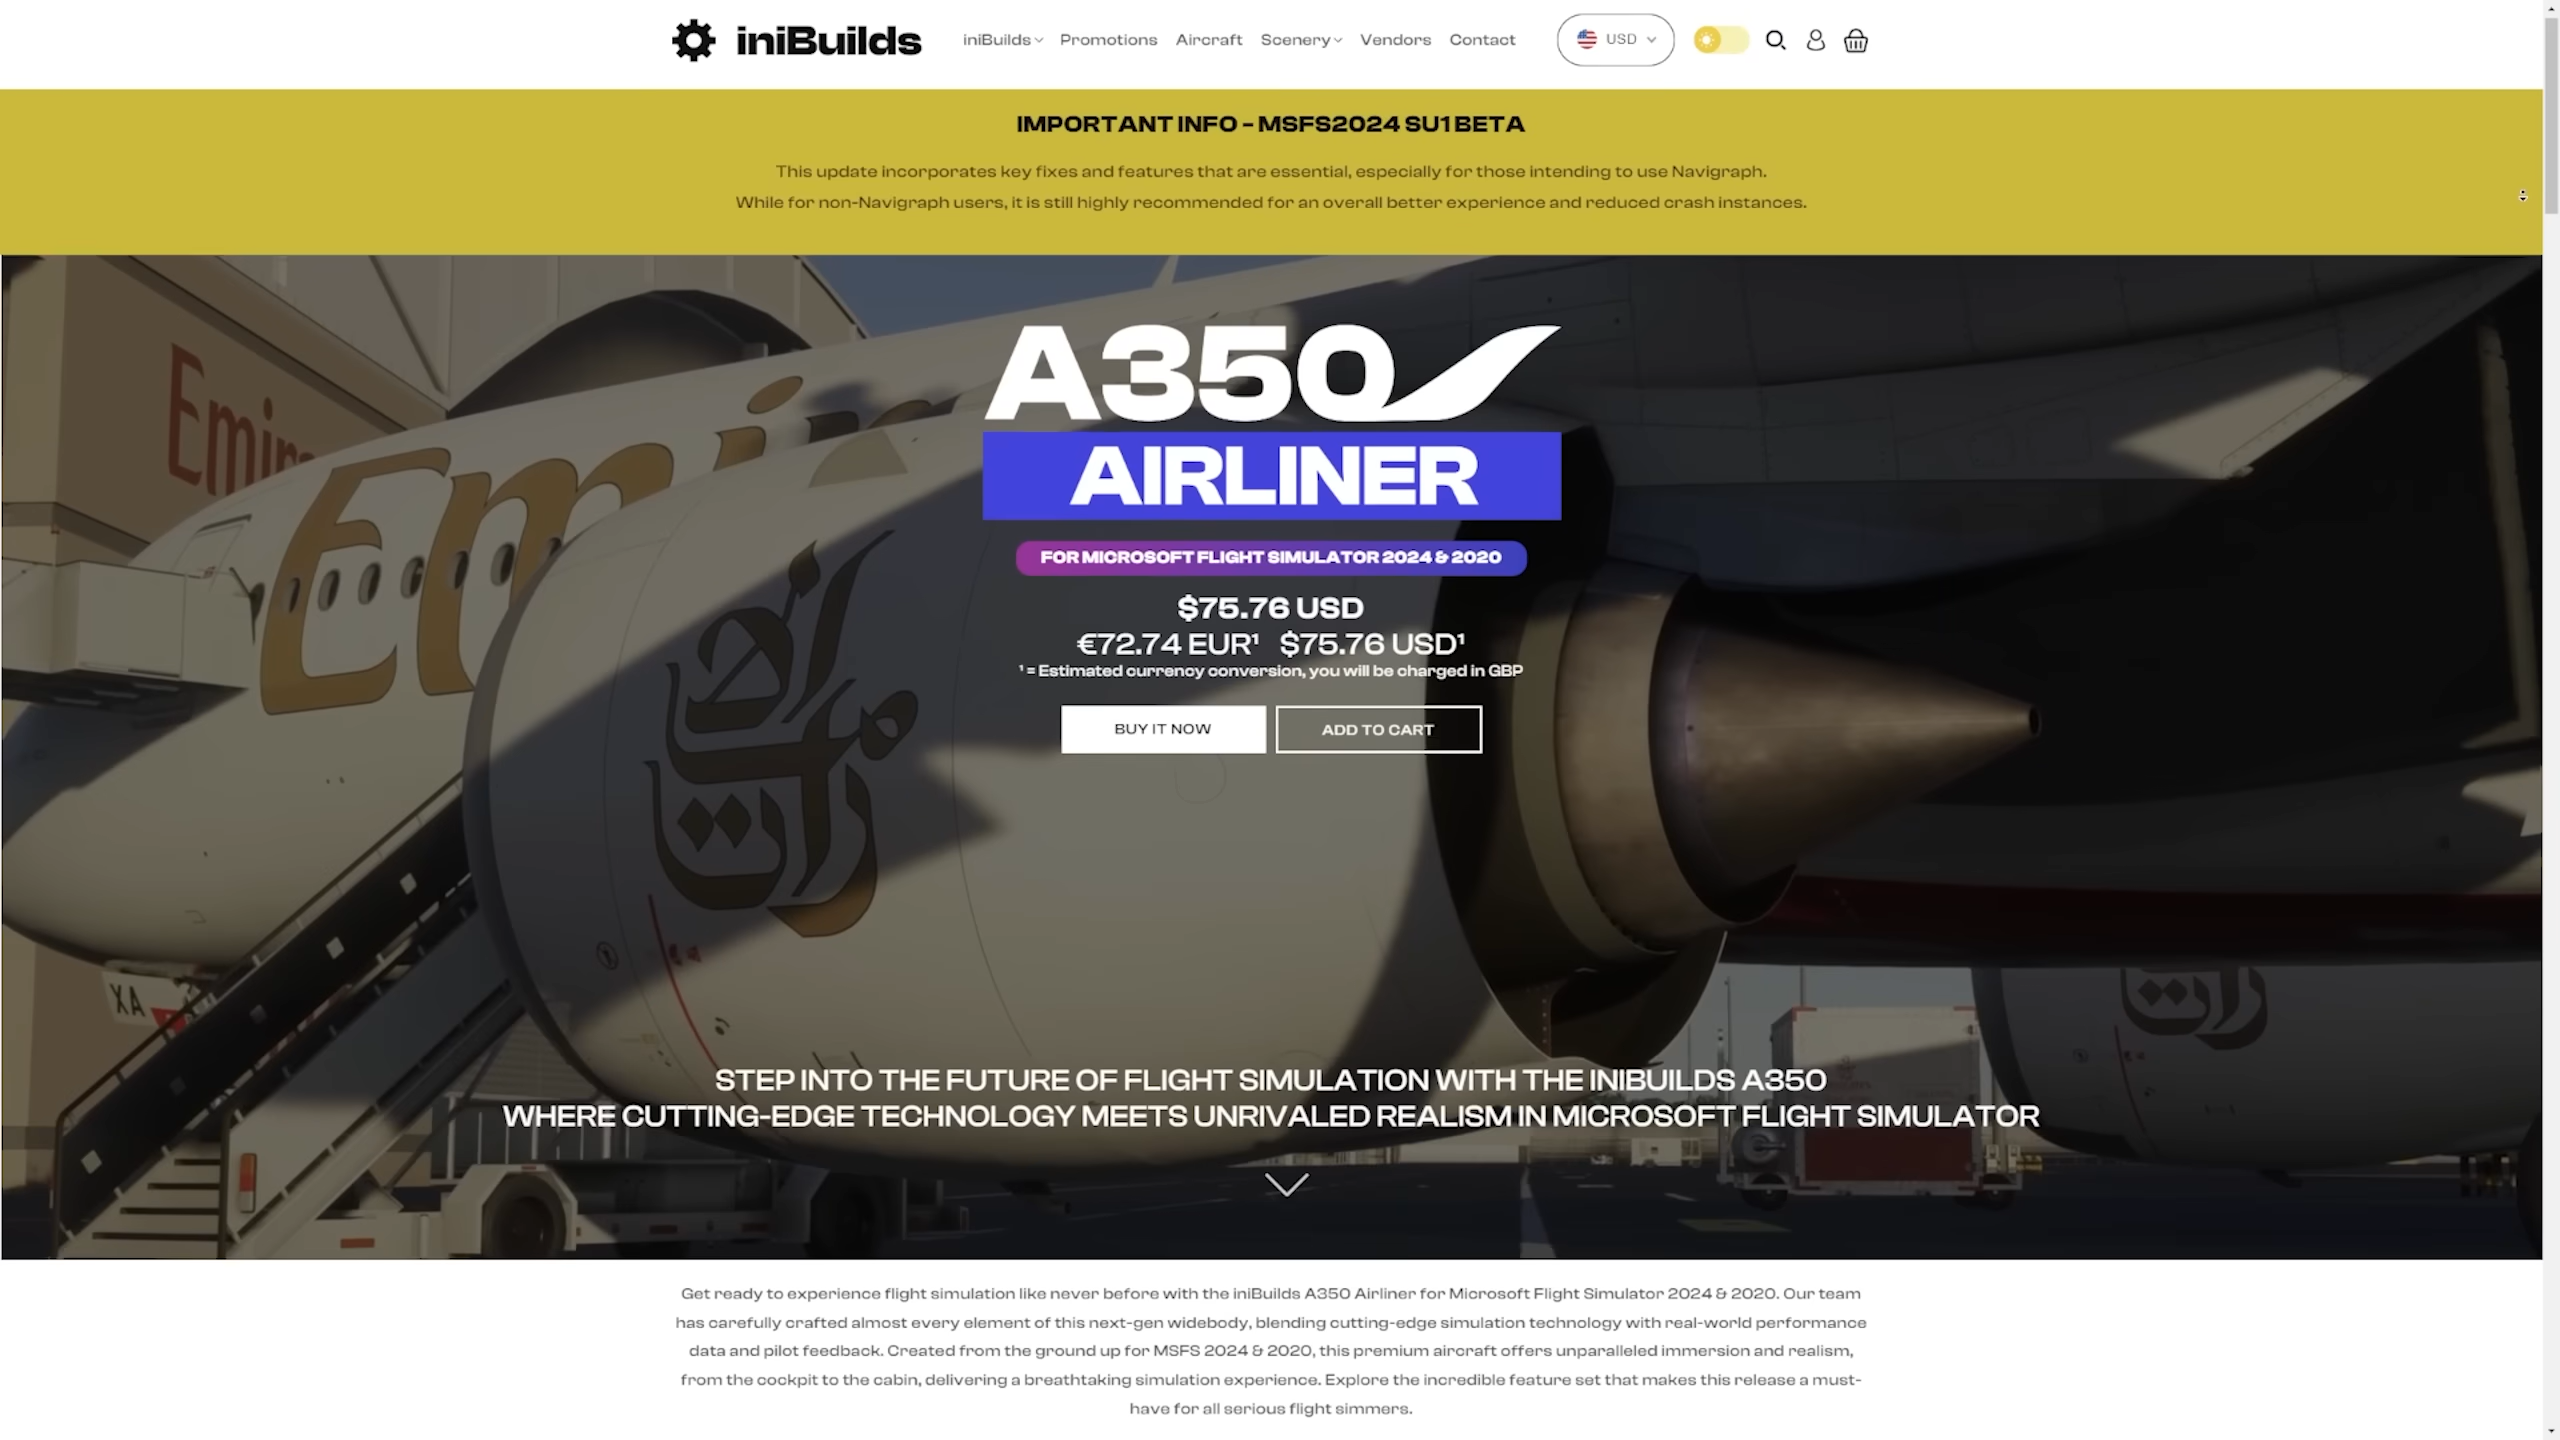 iniBuilds
iniBuilds Promotions Aircraft Scenery Vendors Contact USD
IMPORTANT INFO - MSFS2024 SU1 BETA
This update incorporates key fixes and features that are essential, especially for those intending to use Navigraph.
While for non-Navigraph users, it is still highly recommended for an overall better experience and reduced crash instances.
A350
AIRLINER
FOR MICROSOFT FLIGHT SIMULATOR 2024 & 2020
$75.76 USD
€72.74 EUR¹ $75.76 USD¹
¹ = Estimated currency conversion, you will be charged in GBP
BUY IT NOW
ADD TO CART
XA
STEP INTO THE FUTURE OF FLIGHT SIMULATION WITH THE INIBUILDS A350
WHERE CUTTING-EDGE TECHNOLOGY MEETS UNRIVALED REALISM IN MICROSOFT FLIGHT SIMULATOR
Get ready to experience flight simulation like never before with the iniBuilds A350 Airliner for Microsoft Flight Simulator 2024 & 2020. Our team
has carefully crafted almost every element of this next-gen widebody, blending cutting-edge simulation technology with real-world performance
data and pilot feedback. Created from the ground up for MSFS 2024 & 2020, this premium aircraft offers unparalleled immersion and realism,
from the cockpit to the cabin, delivering a breathtaking simulation experience. Explore the incredible feature set that makes this release a must-
have for all serious flight simmers.